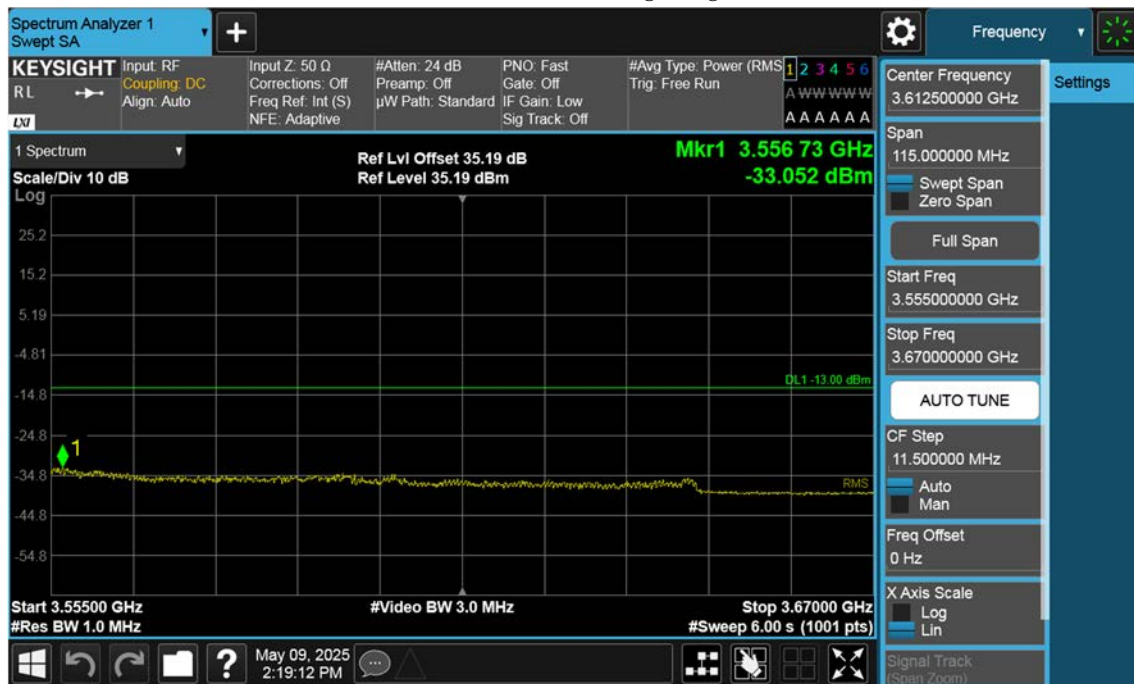 Spectrum Analyzer 1
Swept SA
+
Frequency
KEYSIGHT
RL
LXI
Input: RF
Coupling: DC
Align: Auto
Input Z: 50 Ω
Corrections: Off
Freq Ref: Int (S)
NFE: Adaptive
#Atten: 24 dB
Preamp: Off
µW Path: Standard
PNO: Fast
Gate: Off
IF Gain: Low
Sig Track: Off
#Avg Type: Power (RMS
Trig: Free Run
1 2 3 4 5 6
A W W W W W
A A A A A A
1 Spectrum
Scale/Div 10 dB
Ref Lvl Offset 35.19 dB
Ref Level 35.19 dBm
Mkr1 3.556 73 GHz
-33.052 dBm
Log
25.2
15.2
5.19
-4.81
DL1 -13.00 dBm
-14.8
-24.8
1
-34.8
RMS
-44.8
-54.8
Start 3.55500 GHz
#Video BW 3.0 MHz
Stop 3.67000 GHz
#Res BW 1.0 MHz
#Sweep 6.00 s (1001 pts)
?
May 09, 2025
2:19:12 PM
Center Frequency
3.612500000 GHz
Settings
Span
115.000000 MHz
Swept Span
Zero Span
Full Span
Start Freq
3.555000000 GHz
Stop Freq
3.670000000 GHz
AUTO TUNE
CF Step
11.500000 MHz
Auto
Man
Freq Offset
0 Hz
X Axis Scale
Log
Lin
Signal Track
(Span Zoom)